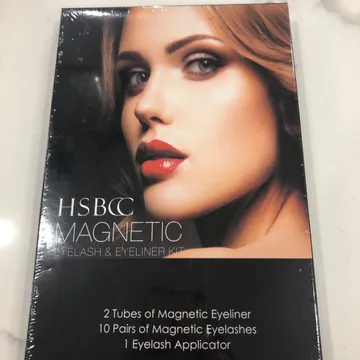 HSBCC
MAGNETIC
EYELASH & EYELINER KIT
2 Tubes of Magnetic Eyeliner
10 Pairs of Magnetic Eyelashes
1 Eyelash Applicator